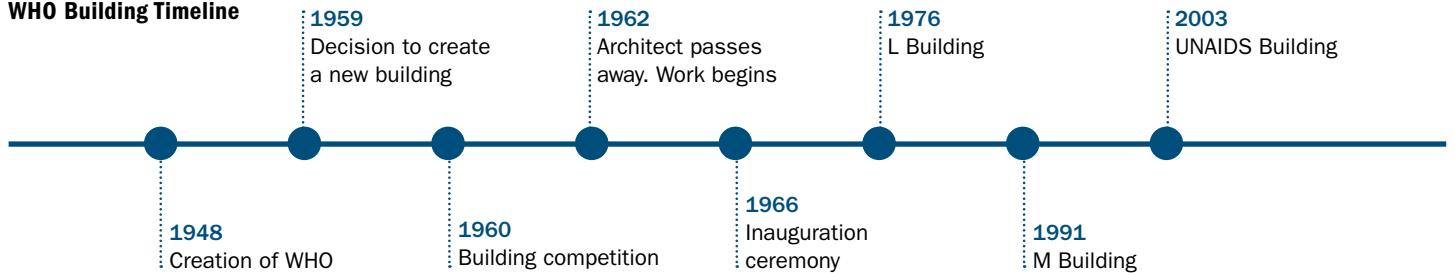 WHO Building Timeline
1959
Decision to create
a new building
1962
Architect passes
away. Work begins
1976
L Building
2003
UNAIDS Building
1948
Creation of WHO
1960
Building competition
1966
Inauguration
ceremony
1991
M Building